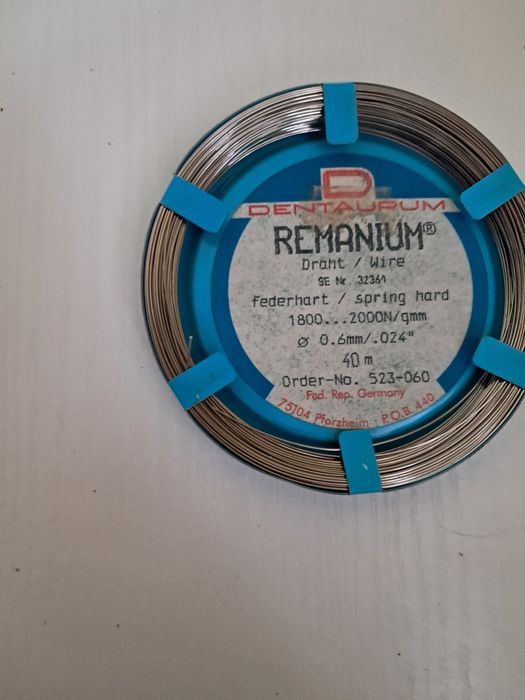 D
DENTAURUM
REMANIUM®
Draht / Wire
SE Nr. 32361
federhart / spring hard
1800...2000N/qmm
⌀ 0.6mm/.024"
40 m
Order-No. 523-060
Fed. Rep. Germany
75104 Pforzheim · P.O.B. 440